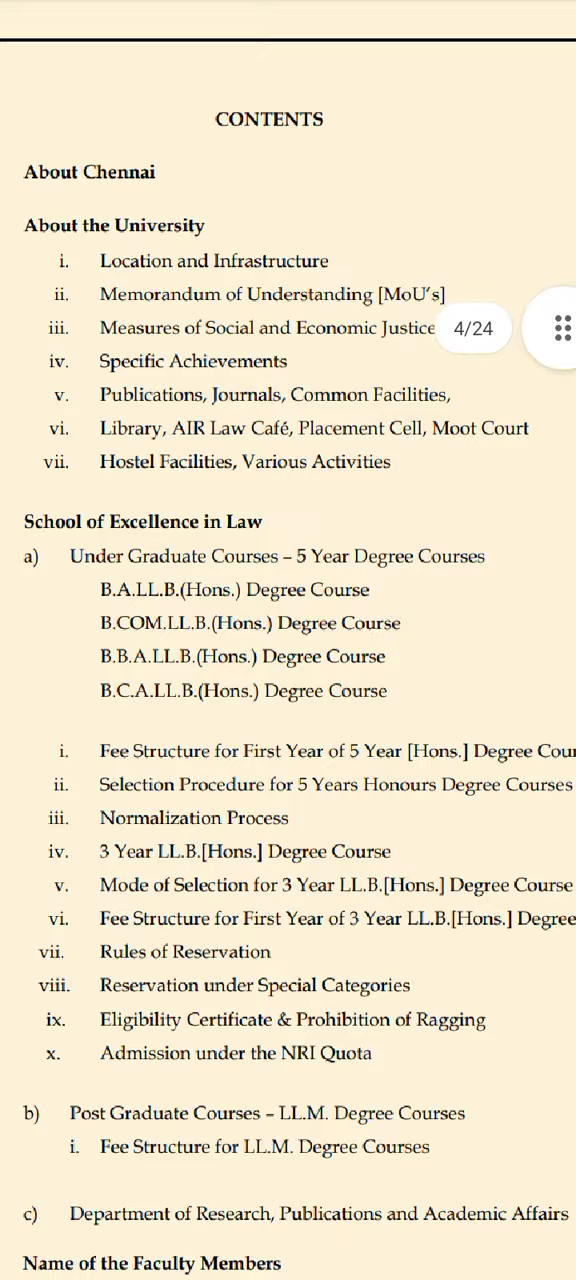 CONTENTS
About Chennai
About the University
i. Location and Infrastructure
ii. Memorandum of Understanding [MoU's]
iii. Measures of Social and Economic Justice
4/24
iv. Specific Achievements
v. Publications, Journals, Common Facilities,
vi. Library, AIR Law Café, Placement Cell, Moot Court
vii. Hostel Facilities, Various Activities
School of Excellence in Law
a) Under Graduate Courses – 5 Year Degree Courses
B.A.LL.B.(Hons.) Degree Course
B.COM.LL.B.(Hons.) Degree Course
B.B.A.LL.B.(Hons.) Degree Course
B.C.A.LL.B.(Hons.) Degree Course
i. Fee Structure for First Year of 5 Year [Hons.] Degree Cour
ii. Selection Procedure for 5 Years Honours Degree Courses
iii. Normalization Process
iv. 3 Year LL.B.[Hons.] Degree Course
v. Mode of Selection for 3 Year LL.B.[Hons.] Degree Course
vi. Fee Structure for First Year of 3 Year LL.B.[Hons.] Degree
vii. Rules of Reservation
viii. Reservation under Special Categories
ix. Eligibility Certificate & Prohibition of Ragging
x. Admission under the NRI Quota
b) Post Graduate Courses – LL.M. Degree Courses
i. Fee Structure for LL.M. Degree Courses
c) Department of Research, Publications and Academic Affairs
Name of the Faculty Members